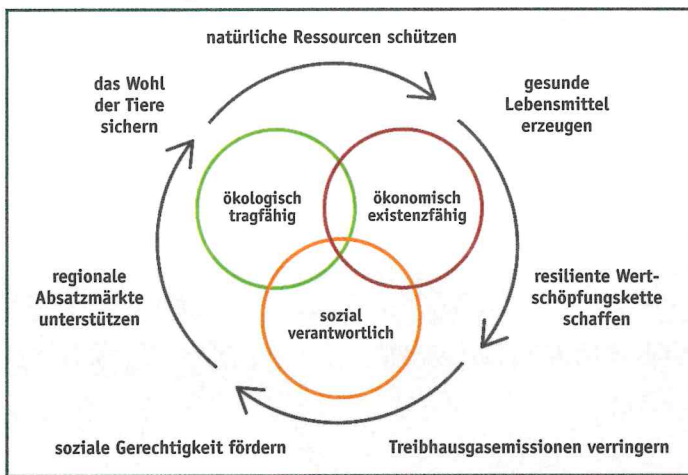 natürliche Ressourcen schützen
das Wohl
der Tiere
sichern
gesunde
Lebensmittel
erzeugen
ökologisch
tragfähig
ökonomisch
existenzfähig
regionale
Absatzmärkte
unterstützen
resiliente Wert-
schöpfungskette
schaffen
sozial
verantwortlich
soziale Gerechtigkeit fördern
Treibhausgasemissionen verringern